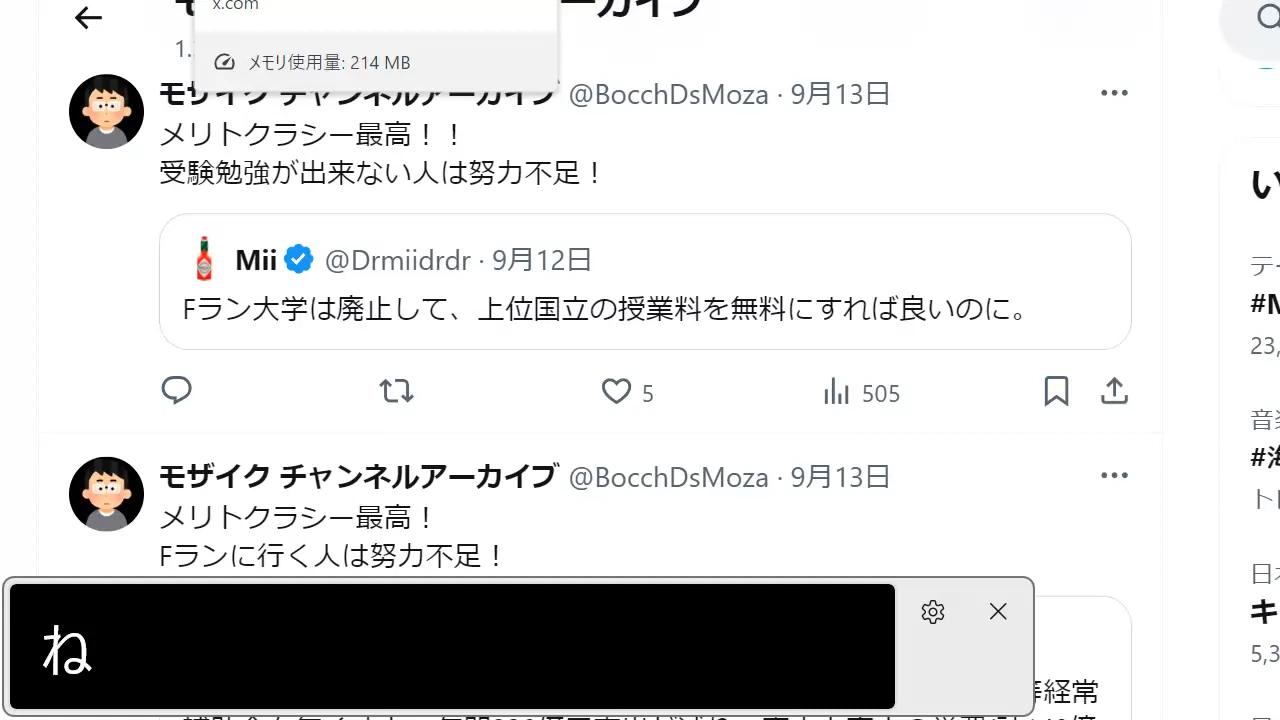 x.com
メモリ使用量: 214 MB
モザイク チャンネルアーカイブ @BocchDsMoza · 9月13日
メリトクラシー最高！！
受験勉強が出来ない人は努力不足！
Mii @Drmiidrdr · 9月12日
Fラン大学は廃止して、上位国立の授業料を無料にすれば良いのに。
5
505
モザイク チャンネルアーカイブ @BocchDsMoza · 9月13日
メリトクラシー最高！
Fランに行く人は努力不足！
ね
経常
い
23,
5,3